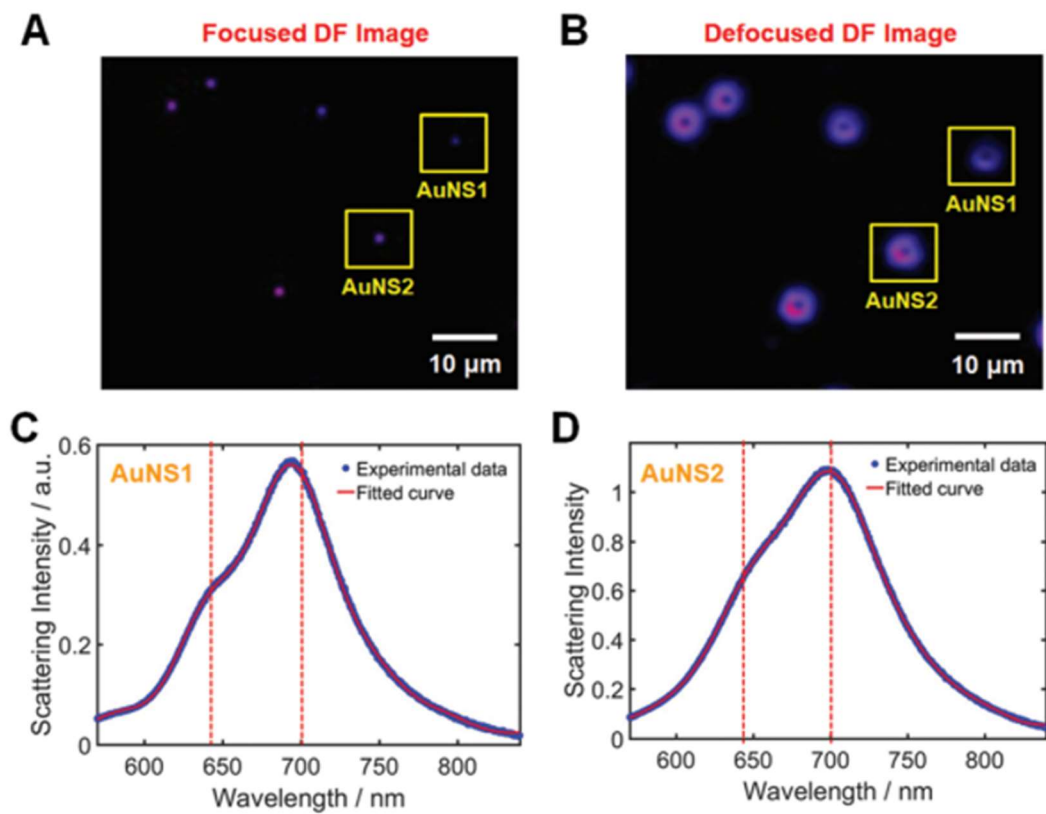 A
Focused DF Image
AuNS1
AuNS2
10 µm
B
Defocused DF Image
AuNS1
AuNS2
10 µm
C
AuNS1
Experimental data
Fitted curve
Scattering Intensity / a.u.
0.6
0.4
0.2
0
600 650 700 750 800
Wavelength / nm
D
AuNS2
Experimental data
Fitted curve
Scattering Intensity
1
0.8
0.6
0.4
0.2
0
600 650 700 750 800
Wavelength / nm